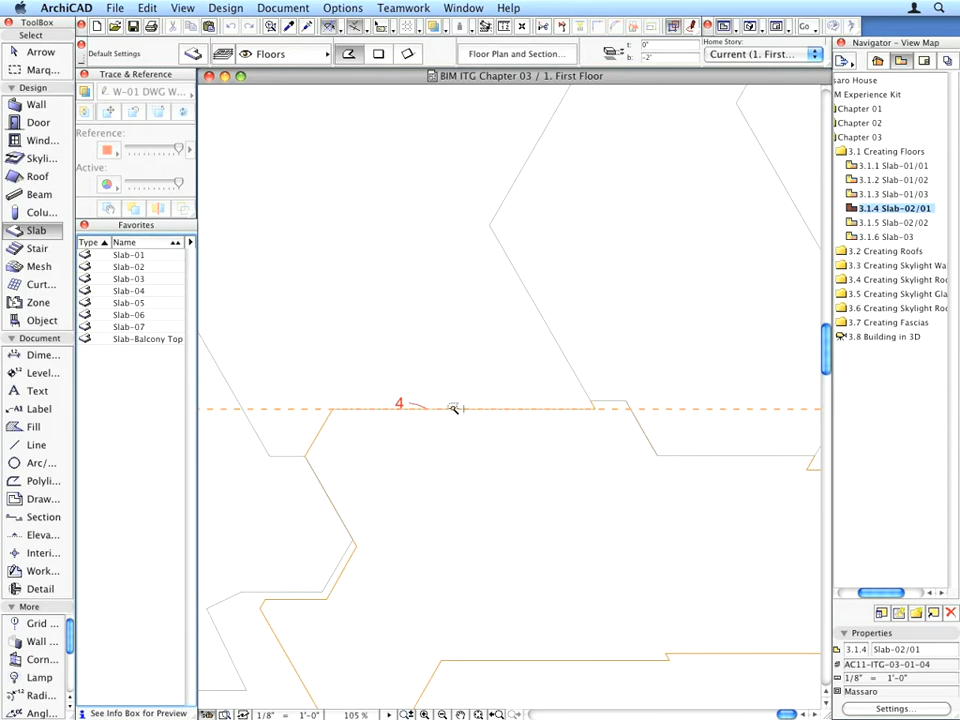 ArchiCAD File Edit View Design Document Options Teamwork Window Help
ToolBox
Select
Arrow
Marq...
Design
Wall
Door
Wind...
Skyli...
Roof
Beam
Colu...
Slab
Stair
Mesh
Curt...
Zone
Object
Document
Dime...
Level...
Text
Label
Fill
Line
Arc/...
Polyli...
Draw...
Section
Eleva...
Interi...
Work...
Detail
More
Grid ...
Wall ...
Corn...
Lamp
Radi...
Angl...
Default Settings
Floors
Floor Plan and Section...
t: 0"
b: -2"
Home Story:
Current (1. First...
Go...
Trace & Reference
W-01 DWG W...
Reference:
Active:
Favorites
Type Name
Slab-01
Slab-02
Slab-03
Slab-04
Slab-05
Slab-06
Slab-07
Slab-Balcony Top
See Info Box for Preview
BIM ITG Chapter 03 / 1. First Floor
4
1/8" = 1'-0" 105 %
Navigator - View Map
saro House
M Experience Kit
Chapter 01
Chapter 02
Chapter 03
3.1 Creating Floors
3.1.1 Slab-01/01
3.1.2 Slab-01/02
3.1.3 Slab-01/03
3.1.4 Slab-02/01
3.1.5 Slab-02/02
3.1.6 Slab-03
3.2 Creating Roofs
3.3 Creating Skylight Wa
3.4 Creating Skylight Roo
3.5 Creating Skylight Gla
3.6 Creating Skylight Roo
3.7 Creating Fascias
3.8 Building in 3D
Properties
3.1.4 Slab-02/01
AC11-ITG-03-01-04
1/8" = 1'-0"
Massaro
Settings...